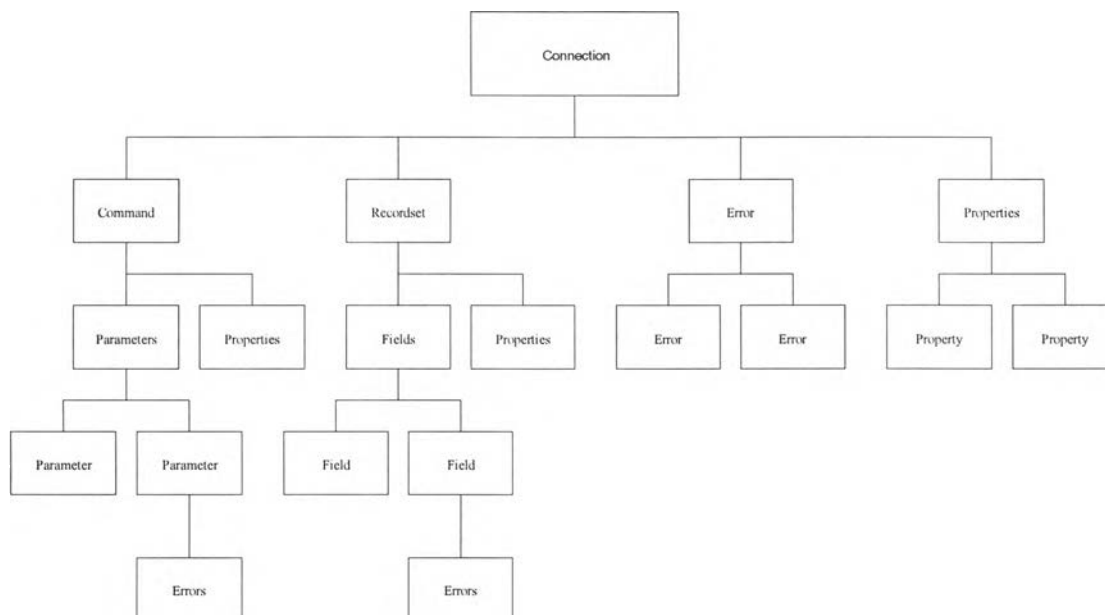 Connection
Command
Recordset
Error
Properties
Parameters
Properties
Fields
Properties
Error
Error
Property
Property
Parameter
Parameter
Field
Field
Errors
Errors